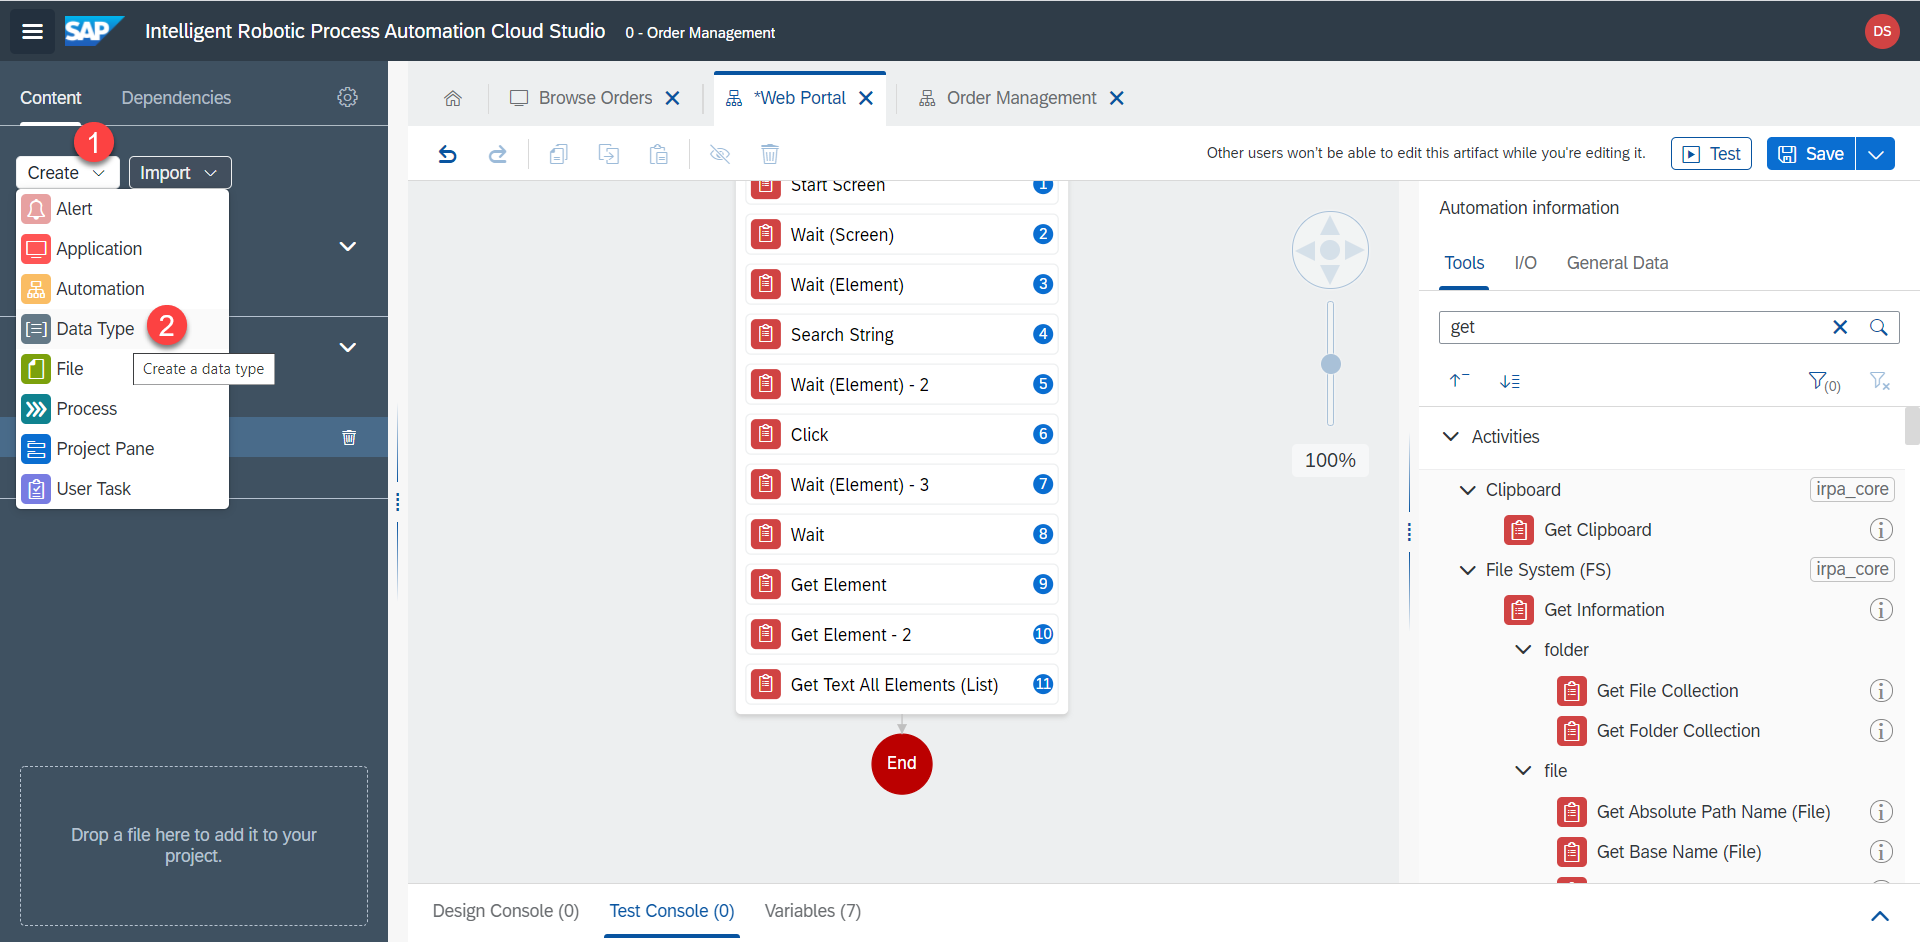 SAP
Intelligent Robotic Process Automation Cloud Studio
0 - Order Management
DS
Content
Dependencies
Browse Orders
*Web Portal
Order Management
1
Create
Import
Other users won't be able to edit this artifact while you're editing it.
Test
Save
Alert
Application
Automation
Data Type
2
File
Create a data type
Process
Project Pane
User Task
Drop a file here to add it to your
project.
Start Screen
1
Wait (Screen)
2
Wait (Element)
3
Search String
4
Wait (Element) - 2
5
Click
6
Wait (Element) - 3
7
Wait
8
Get Element
9
Get Element - 2
10
Get Text All Elements (List)
11
End
100%
Automation information
Tools
I/O
General Data
get
(0)
Activities
Clipboard
irpa_core
Get Clipboard
File System (FS)
irpa_core
Get Information
folder
Get File Collection
Get Folder Collection
file
Get Absolute Path Name (File)
Get Base Name (File)
Design Console (0)
Test Console (0)
Variables (7)